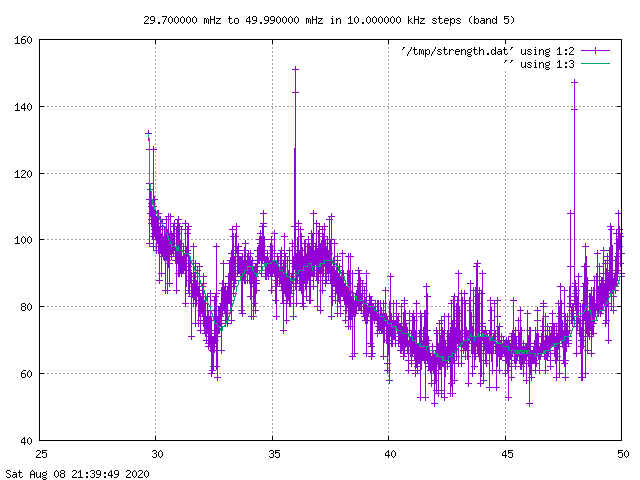 29.700000 mHz to 49.990000 mHz in 10.000000 kHz steps (band 5)
160
'/tmp/strength.dat' using 1:2
'' using 1:3
140
120
100
80
60
40
25 30 35 40 45 50
Sat Aug 08 21:39:49 2020